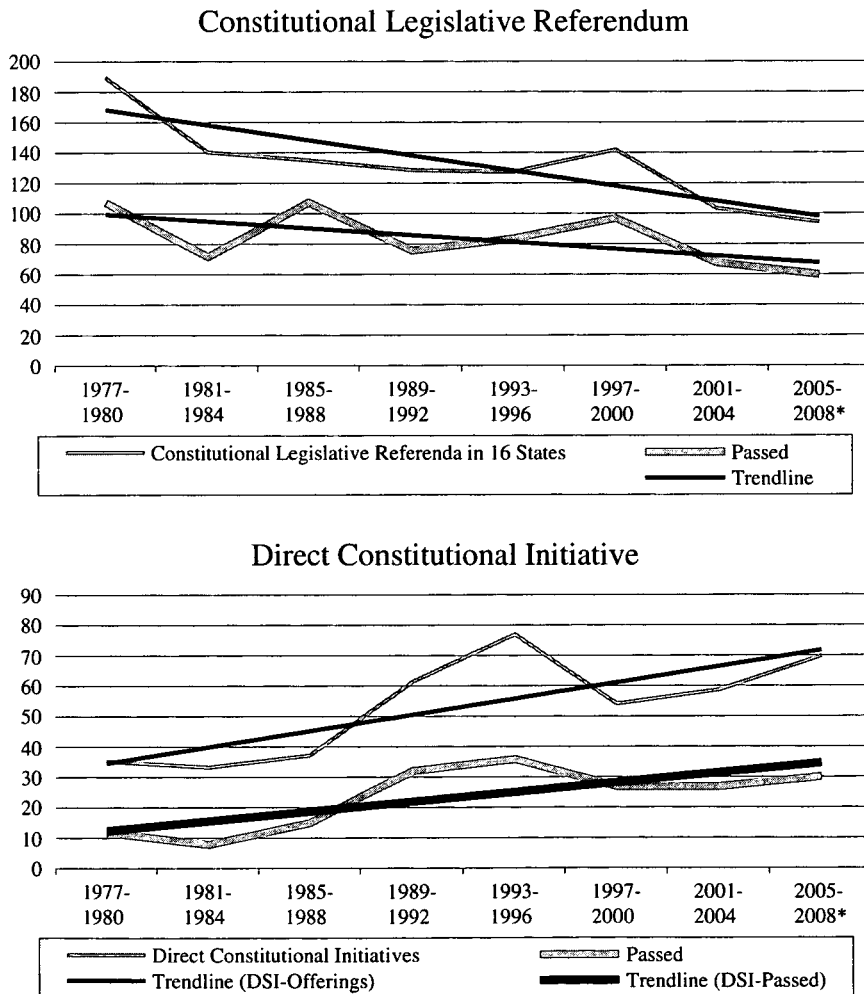 Constitutional Legislative Referendum
200
180
160
140
120
100
80
60
40
20
0
1977- 1981- 1985- 1989- 1993- 1997- 2001- 2005-
1980 1984 1988 1992 1996 2000 2004 2008*
Constitutional Legislative Referenda in 16 States Passed
Trendline
Direct Constitutional Initiative
90
80
70
60
50
40
30
20
10
0
1977- 1981- 1985- 1989- 1993- 1997- 2001- 2005-
1980 1984 1988 1992 1996 2000 2004 2008*
Direct Constitutional Initiatives Passed
Trendline (DSI-Offerings) Trendline (DSI-Passed)